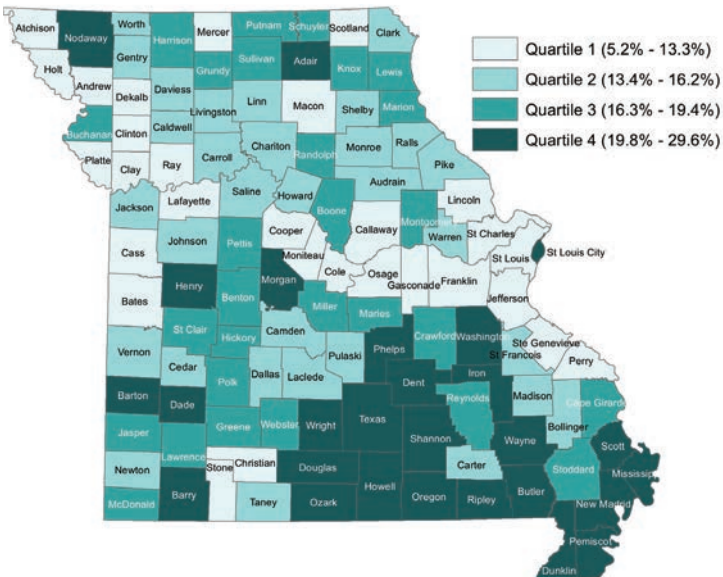 Atchison
Nodaway
Worth
Mercer
Putnam
Schuyler
Scotland
Clark
Holt
Gentry
Harrison
Sullivan
Adair
Knox
Lewis
Andrew
Dekalb
Daviess
Grundy
Linn
Macon
Shelby
Marion
Buchanan
Clinton
Caldwell
Livingston
Chariton
Randolph
Monroe
Ralls
Platte
Clay
Ray
Carroll
Pike
Audrain
Jackson
Lafayette
Saline
Howard
Boone
Callaway
Montgomery
Lincoln
Warren
St Charles
Cass
Johnson
Pettis
Cooper
Moniteau
Cole
Osage
Gasconade
Franklin
St Louis
St Louis City
Jefferson
Bates
Henry
Benton
Morgan
Miller
Maries
Vernon
St Clair
Hickory
Camden
Pulaski
Phelps
Crawford
Washington
St Francois
Ste Genevieve
Perry
Cedar
Polk
Dallas
Laclede
Dent
Iron
Madison
Barton
Dade
Reynolds
Bollinger
Cape Girarde
Jasper
Lawrence
Greene
Webster
Wright
Texas
Shannon
Wayne
Scott
Newton
Stone
Christian
Douglas
Howell
Carter
Stoddard
Mississipp
McDonald
Barry
Taney
Ozark
Oregon
Ripley
Butler
New Madrid
Pemiscot
Dunklin
Quartile 1 (5.2% - 13.3%)
Quartile 2 (13.4% - 16.2%)
Quartile 3 (16.3% - 19.4%)
Quartile 4 (19.8% - 29.6%)